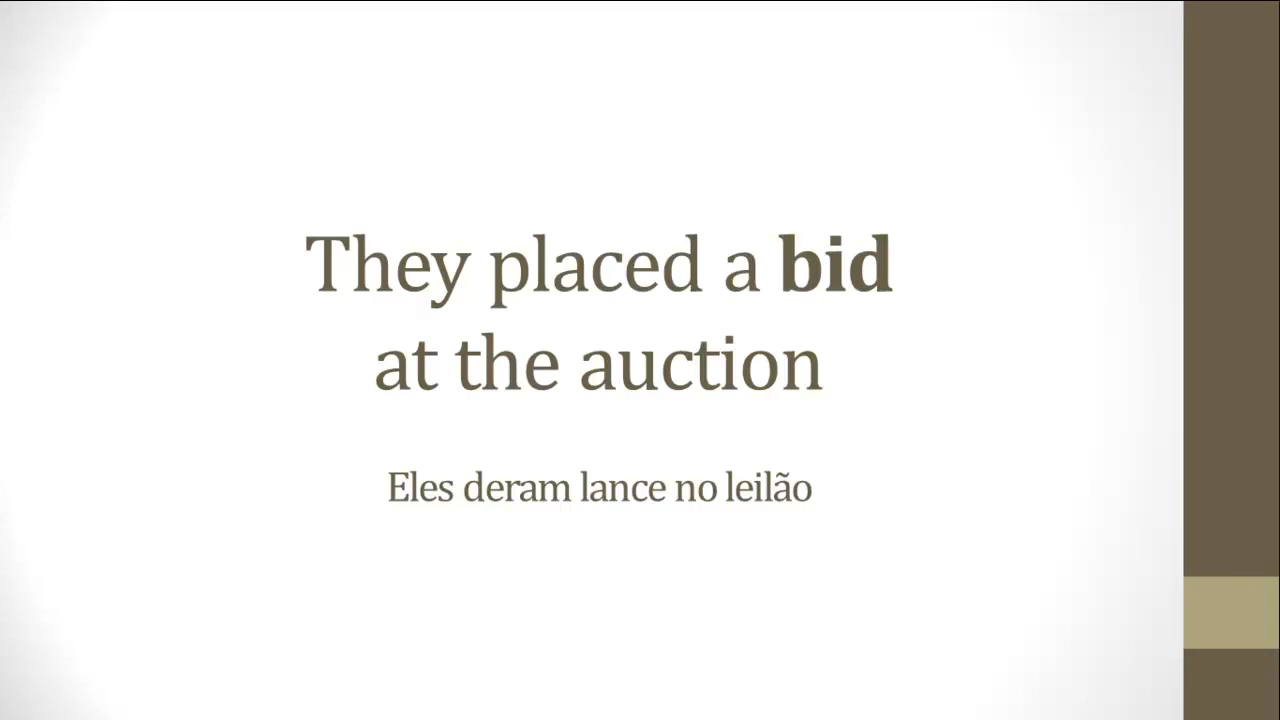 They placed a bid
at the auction
Eles deram lance no leilão